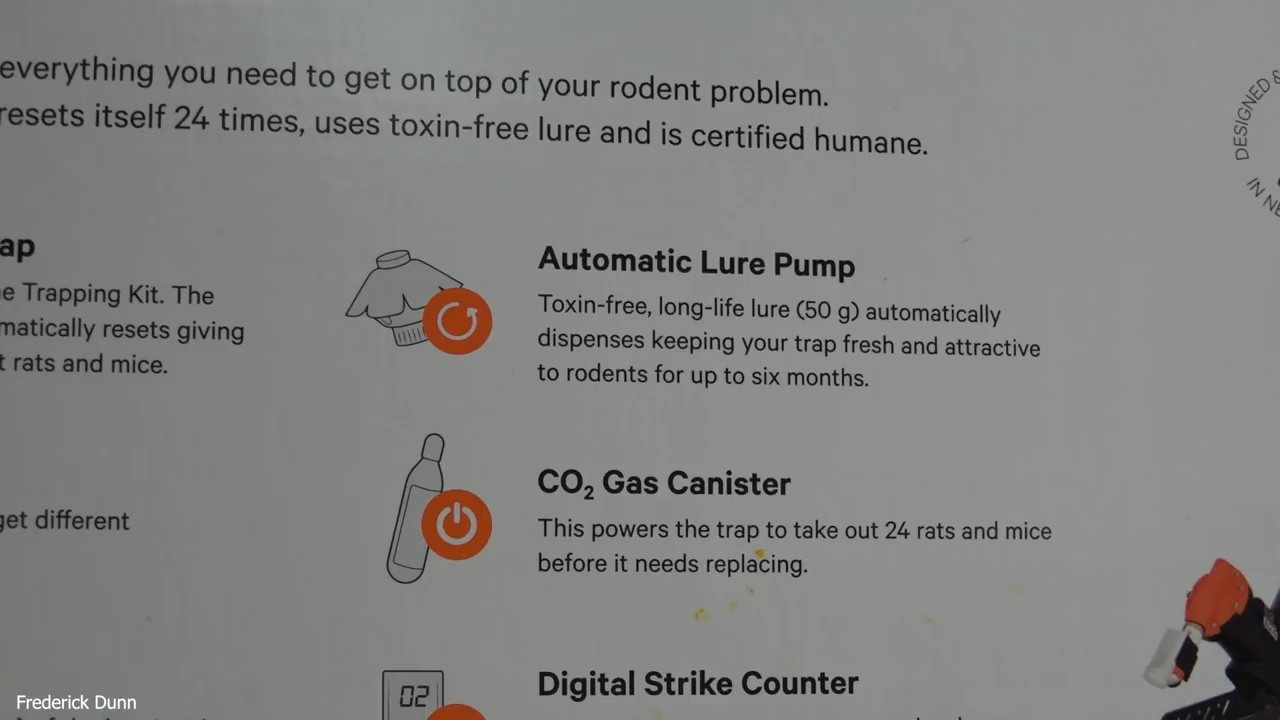 everything you need to get on top of your rodent problem.
resets itself 24 times, uses toxin-free lure and is certified humane.
DESIGNED &
IN NE
ap
e Trapping Kit. The
matically resets giving
t rats and mice.
Automatic Lure Pump
Toxin-free, long-life lure (50 g) automatically
dispenses keeping your trap fresh and attractive
to rodents for up to six months.
get different
CO₂ Gas Canister
This powers the trap to take out 24 rats and mice
before it needs replacing.
02
Digital Strike Counter
Frederick Dunn